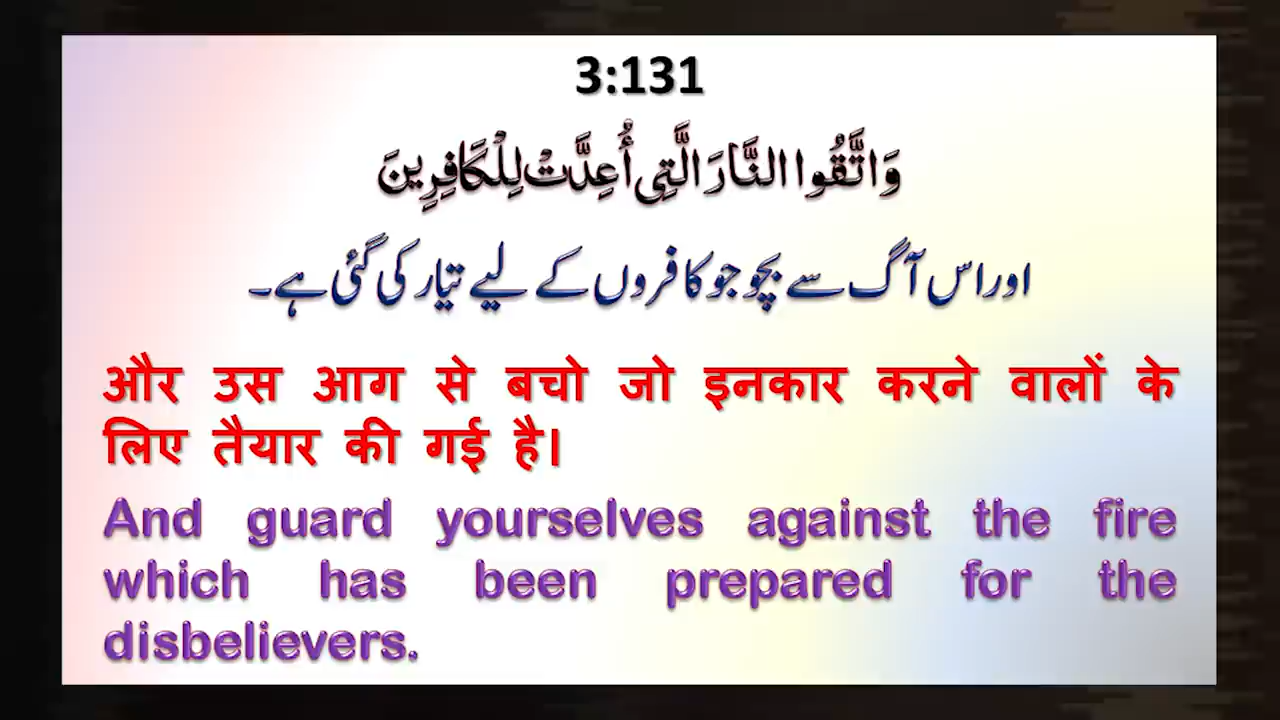 3:131
وَاتَّقُوا النَّارَ الَّتِي أُعِدَّتْ لِلْكَافِرِينَ
اور اس آگ سے بچو جو کافروں کے لیے تیار کی گئی ہے۔
और उस आग से बचो जो इनकार करने वालों के
लिए तैयार की गई है।
And guard yourselves against the fire
which has been prepared for the
disbelievers.